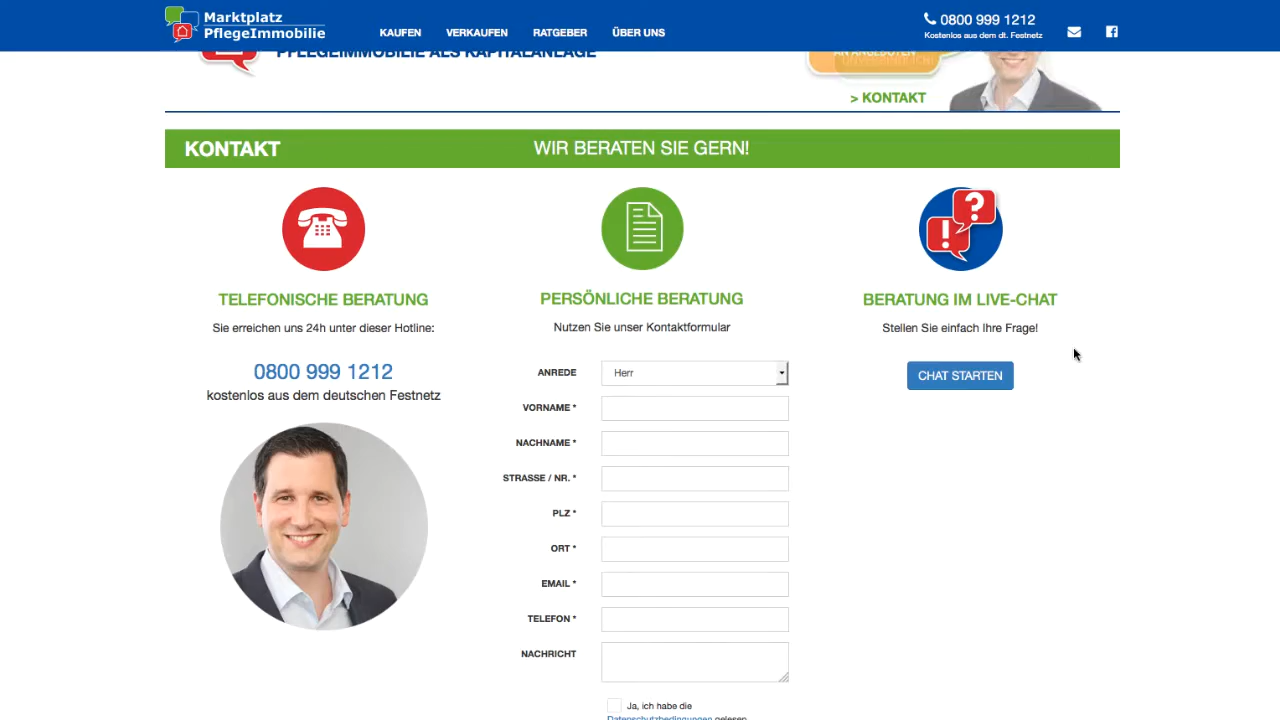 Marktplatz
PflegeImmobilie
KAUFEN
VERKAUFEN
RATGEBER
ÜBER UNS
0800 999 1212
Kostenlos aus dem dt. Festnetz
PFLEGEIMMOBILIE ALS KAPITALANLAGE
> KONTAKT
KONTAKT
WIR BERATEN SIE GERN!
TELEFONISCHE BERATUNG
Sie erreichen uns 24h unter dieser Hotline:
0800 999 1212
kostenlos aus dem deutschen Festnetz
PERSÖNLICHE BERATUNG
Nutzen Sie unser Kontaktformular
ANREDE
Herr
VORNAME *
NACHNAME *
STRASSE / NR. *
PLZ *
ORT *
EMAIL *
TELEFON *
NACHRICHT
Ja, ich habe die
Datenschutzbedingungen gelesen
BERATUNG IM LIVE-CHAT
Stellen Sie einfach Ihre Frage!
CHAT STARTEN